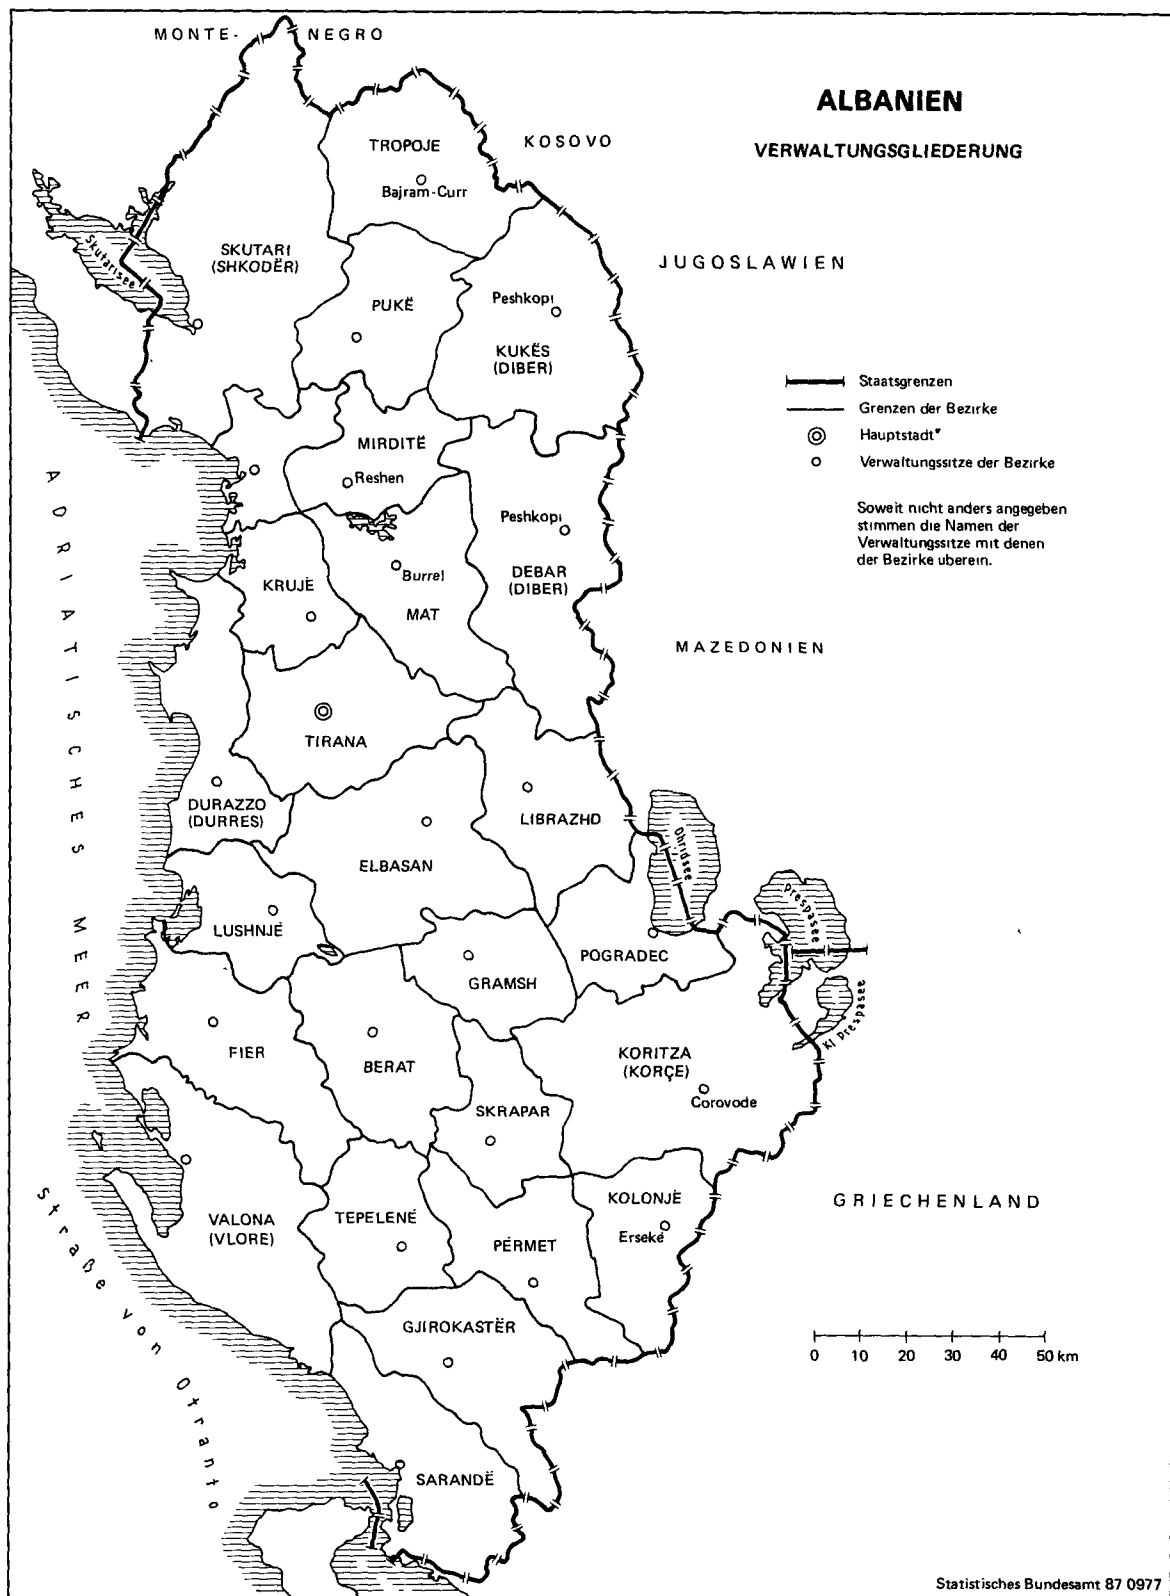 MONTE- NEGRO
ALBANIEN
VERWALTUNGSGLIEDERUNG
KOSOVO
TROPOJE
Bajram-Curr
SKUTARI
(SHKODËR)
Skutarisee
JUGOSLAWIEN
PUKË
Peshkopi
KUKËS
(DIBER)
Staatsgrenzen
Grenzen der Bezirke
Hauptstadt*
Verwaltungssitze der Bezirke
Soweit nicht anders angegeben
stimmen die Namen der
Verwaltungssitze mit denen
der Bezirke uberein.
MIRDITË
Reshen
ADRIATISCHES MEER
Peshkopi
DEBAR
(DIBER)
KRUJË
Burrel
MAT
MAZEDONIEN
TIRANA
DURAZZO
(DURRES)
LIBRAZHD
Ohridsee
ELBASAN
Prespasee
LUSHNJË
GRAMSH
POGRADEC
Kl Prespasee
FIER
BERAT
KORITZA
(KORÇE)
Corovode
SKRAPAR
Straße von Otranto
VALONA
(VLORE)
TEPELENË
PËRMET
KOLONJË
Ersekë
GRIECHENLAND
GJIROKASTËR
0 10 20 30 40 50 km
SARANDË
Statistisches Bundesamt 87 0977